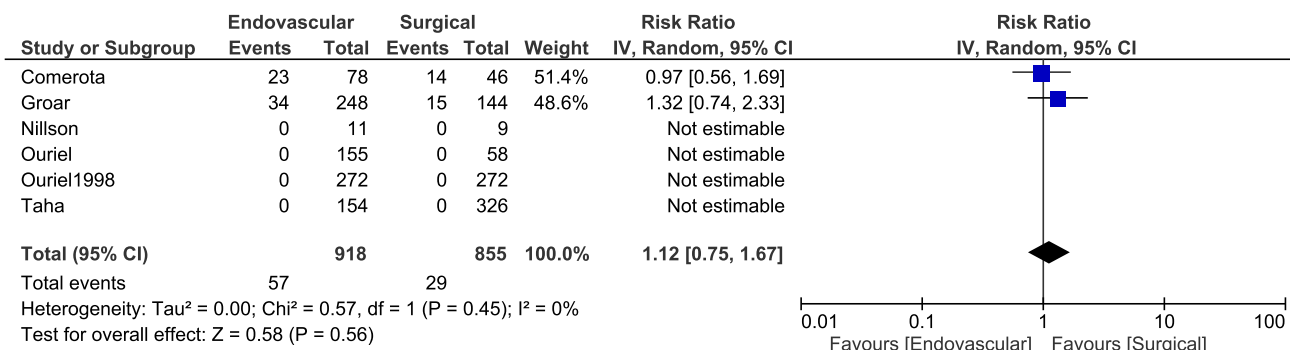 Endovascular Surgical Risk Ratio Risk Ratio
Study or Subgroup Events Total Events Total Weight IV, Random, 95% CI IV, Random, 95% CI
Comerota 23 78 14 46 51.4% 0.97 [0.56, 1.69]
Groar 34 248 15 144 48.6% 1.32 [0.74, 2.33]
Nillson 0 11 0 9 Not estimable
Ouriel 0 155 0 58 Not estimable
Ouriel1998 0 272 0 272 Not estimable
Taha 0 154 0 326 Not estimable
Total (95% CI) 918 855 100.0% 1.12 [0.75, 1.67]
Total events 57 29
Heterogeneity: Tau² = 0.00; Chi² = 0.57, df = 1 (P = 0.45); I² = 0%
Test for overall effect: Z = 0.58 (P = 0.56)
0.01 0.1 1 10 100
Favours [Endovascular] Favours [Surgical]